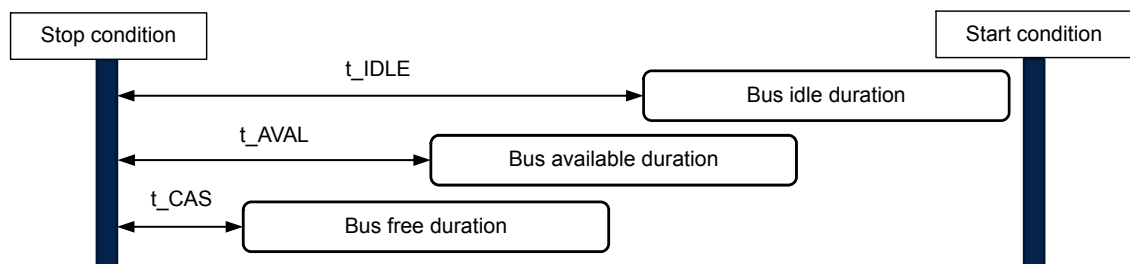 Stop condition
Start condition
t_IDLE
Bus idle duration
t_AVAL
Bus available duration
t_CAS
Bus free duration